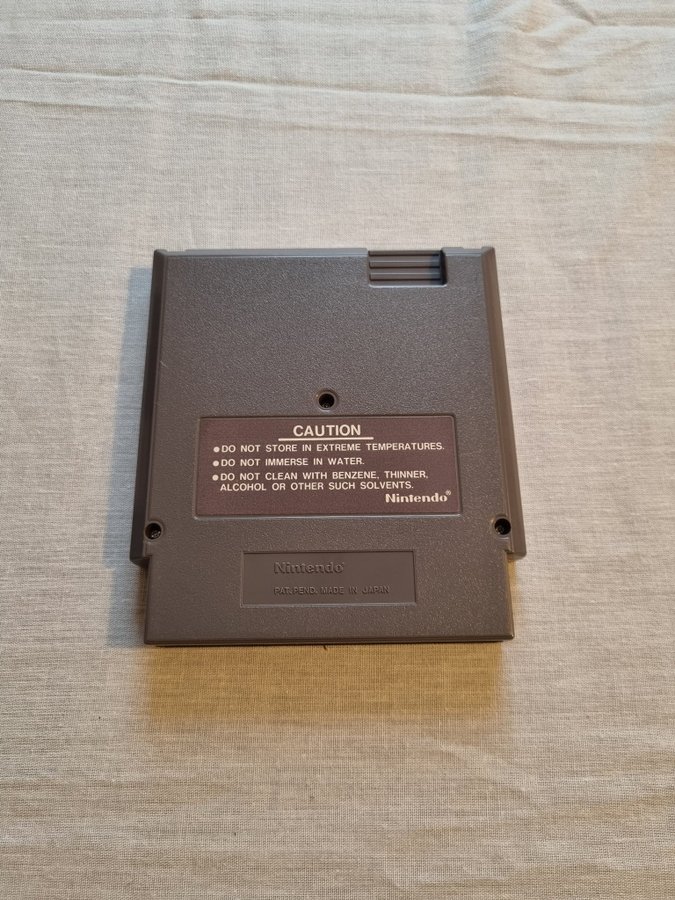 CAUTION
●DO NOT STORE IN EXTREME TEMPERATURES.
●DO NOT IMMERSE IN WATER.
●DO NOT CLEAN WITH BENZENE, THINNER,
ALCOHOL OR OTHER SUCH SOLVENTS.
Nintendo®
Nintendo®
PAT. PEND. MADE IN JAPAN